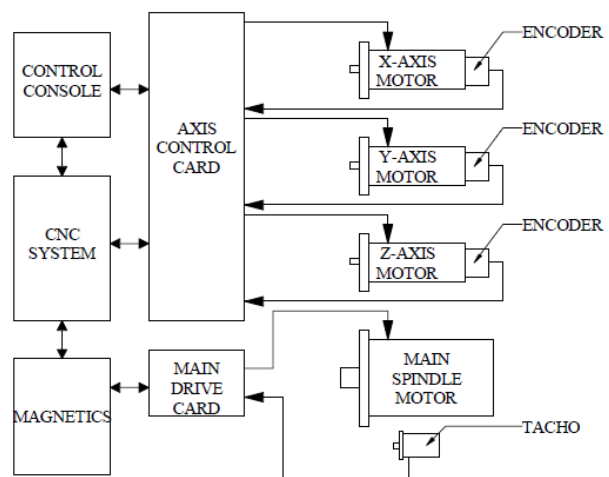 CONTROL
CONSOLE
CNC
SYSTEM
MAGNETICS
AXIS
CONTROL
CARD
MAIN
DRIVE
CARD
X-AXIS
MOTOR
ENCODER
Y-AXIS
MOTOR
ENCODER
Z-AXIS
MOTOR
ENCODER
MAIN
SPINDLE
MOTOR
TACHO